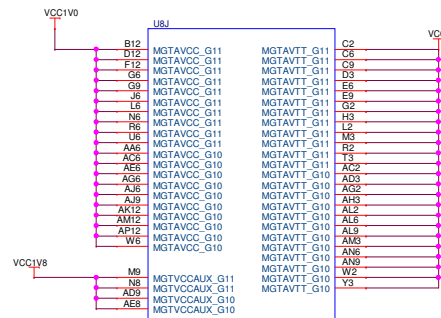 VCC1V0
U8J
VC
B12 MGTAVCC_G11 MGTAVTT_G11 C2
D12 MGTAVCC_G11 MGTAVTT_G11 C6
F12 MGTAVCC_G11 MGTAVTT_G11 C9
G6 MGTAVCC_G11 MGTAVTT_G11 D3
G9 MGTAVCC_G11 MGTAVTT_G11 E6
J6 MGTAVCC_G11 MGTAVTT_G11 E9
L6 MGTAVCC_G11 MGTAVTT_G11 G2
N6 MGTAVCC_G11 MGTAVTT_G11 H3
R6 MGTAVCC_G11 MGTAVTT_G11 L2
U6 MGTAVCC_G11 MGTAVTT_G11 M3
AA6 MGTAVCC_G10 MGTAVTT_G11 R2
AC6 MGTAVCC_G10 MGTAVTT_G11 T3
AE6 MGTAVCC_G10 MGTAVTT_G10 AC2
AG6 MGTAVCC_G10 MGTAVTT_G10 AD3
AJ6 MGTAVCC_G10 MGTAVTT_G10 AG2
AJ9 MGTAVCC_G10 MGTAVTT_G10 AH3
AK12 MGTAVCC_G10 MGTAVTT_G10 AL2
AM12 MGTAVCC_G10 MGTAVTT_G10 AL6
AP12 MGTAVCC_G10 MGTAVTT_G10 AL9
W6 MGTAVCC_G10 MGTAVTT_G10 AM3
MGTAVTT_G10 AN6
VCC1V8
MGTAVTT_G10 AN9
M9 MGTVCCAUX_G11 MGTAVTT_G10 W2
N8 MGTVCCAUX_G11 MGTAVTT_G10 Y3
AD9 MGTVCCAUX_G10
AE8 MGTVCCAUX_G10